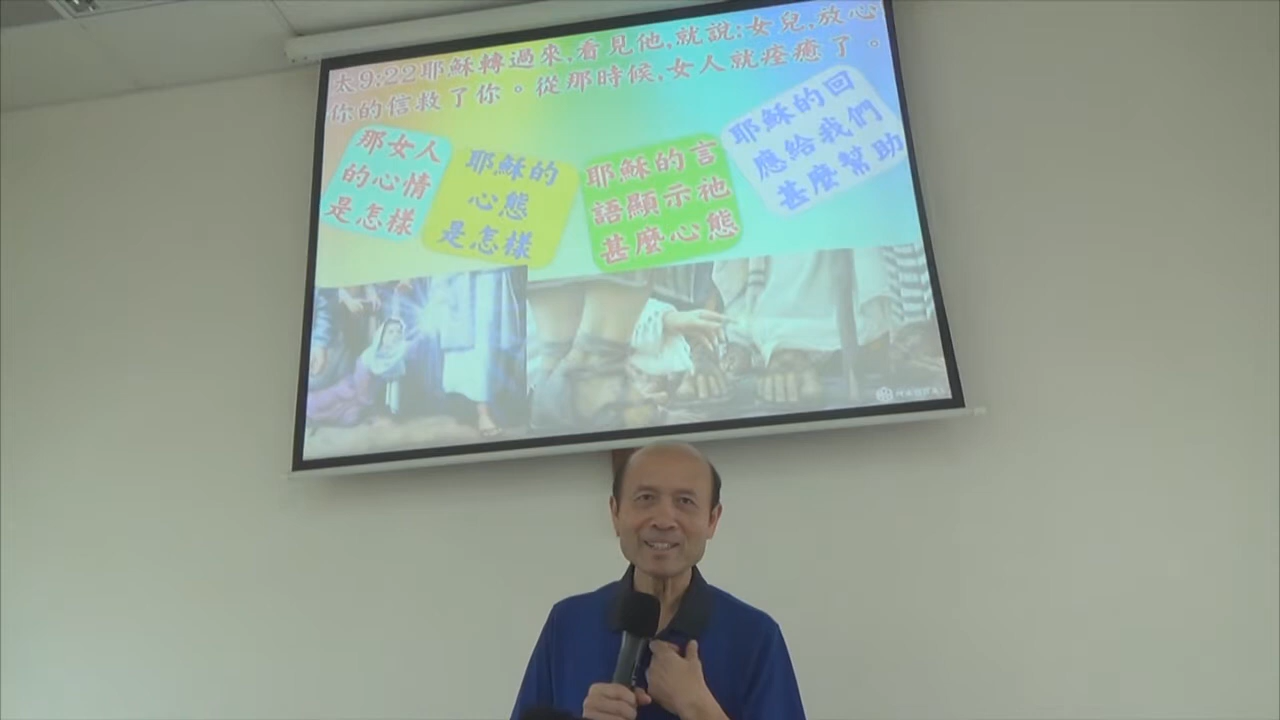 太9:22耶穌轉過來,看見他,就說:女兒,放心
你的信救了你。從那時候,女人就痊癒了。
那女人
的心情
是怎樣
耶穌的
心態
是怎樣
耶穌的言
語顯示祂
甚麼心態
耶穌的回
應給我們
甚麼幫助